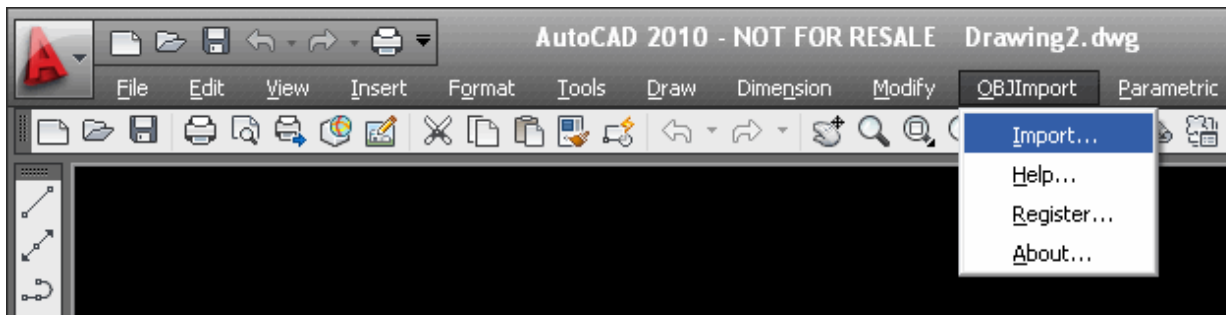 AutoCAD 2010 - NOT FOR RESALE Drawing2.dwg
File Edit View Insert Format Tools Draw Dimension Modify OBJImport Parametric
Import...
Help...
Register...
About...